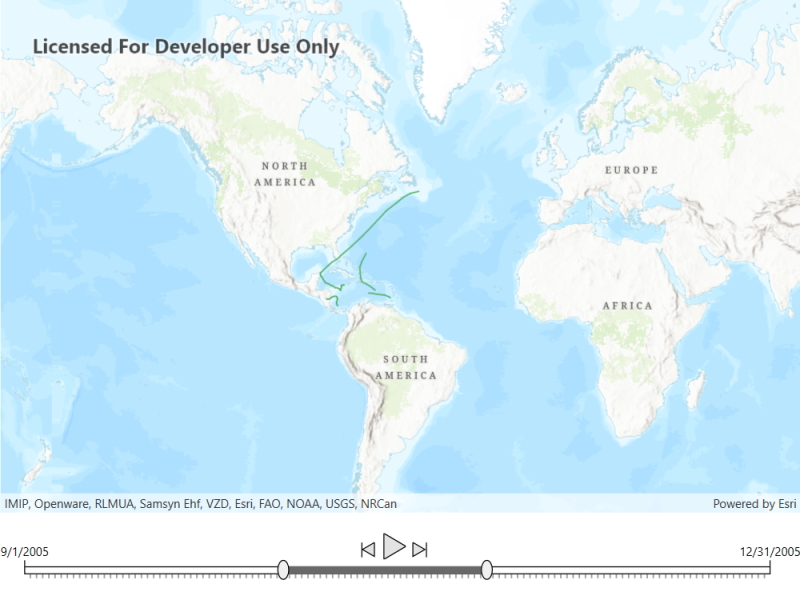 Licensed For Developer Use Only
NORTH
AMERICA
EUROPE
AFRICA
SOUTH
AMERICA
IMIP, Openware, RLMUA, Samsyn Ehf, VZD, Esri, FAO, NOAA, USGS, NRCan
Powered by Esri
9/1/2005
12/31/2005